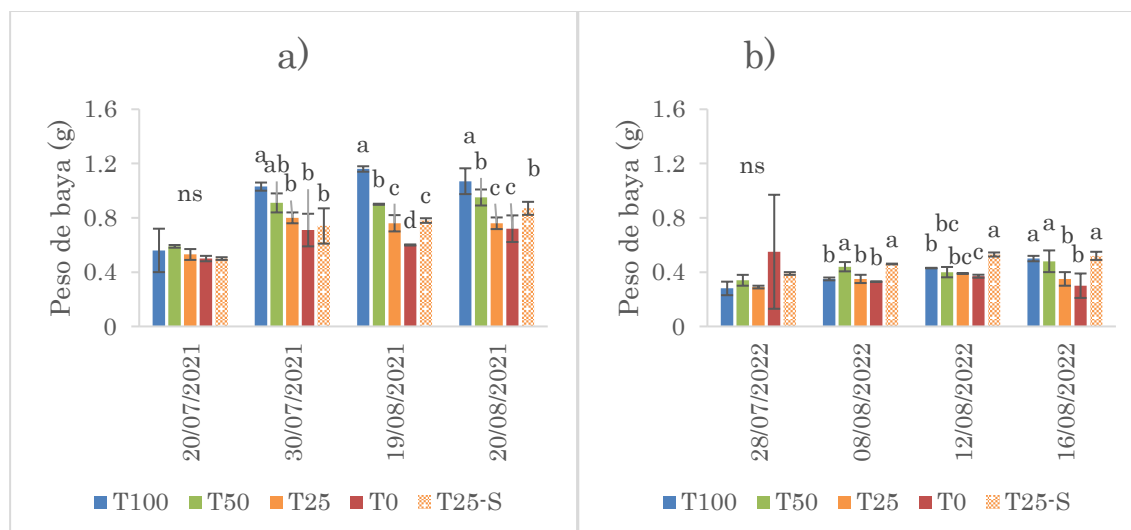 a)
Peso de baya (g)
1.6
1.2
0.8
0.4
0
ns
a ab b b b
a b c d c
a b c c b
20/07/2021
30/07/2021
19/08/2021
20/08/2021
T100 T50 T25 T0 T25-S
b)
Peso de baya (g)
1.6
1.2
0.8
0.4
0
ns
b a b b a
b bc bc c a
a a b b a
28/07/2022
08/08/2022
12/08/2022
16/08/2022
T100 T50 T25 T0 T25-S